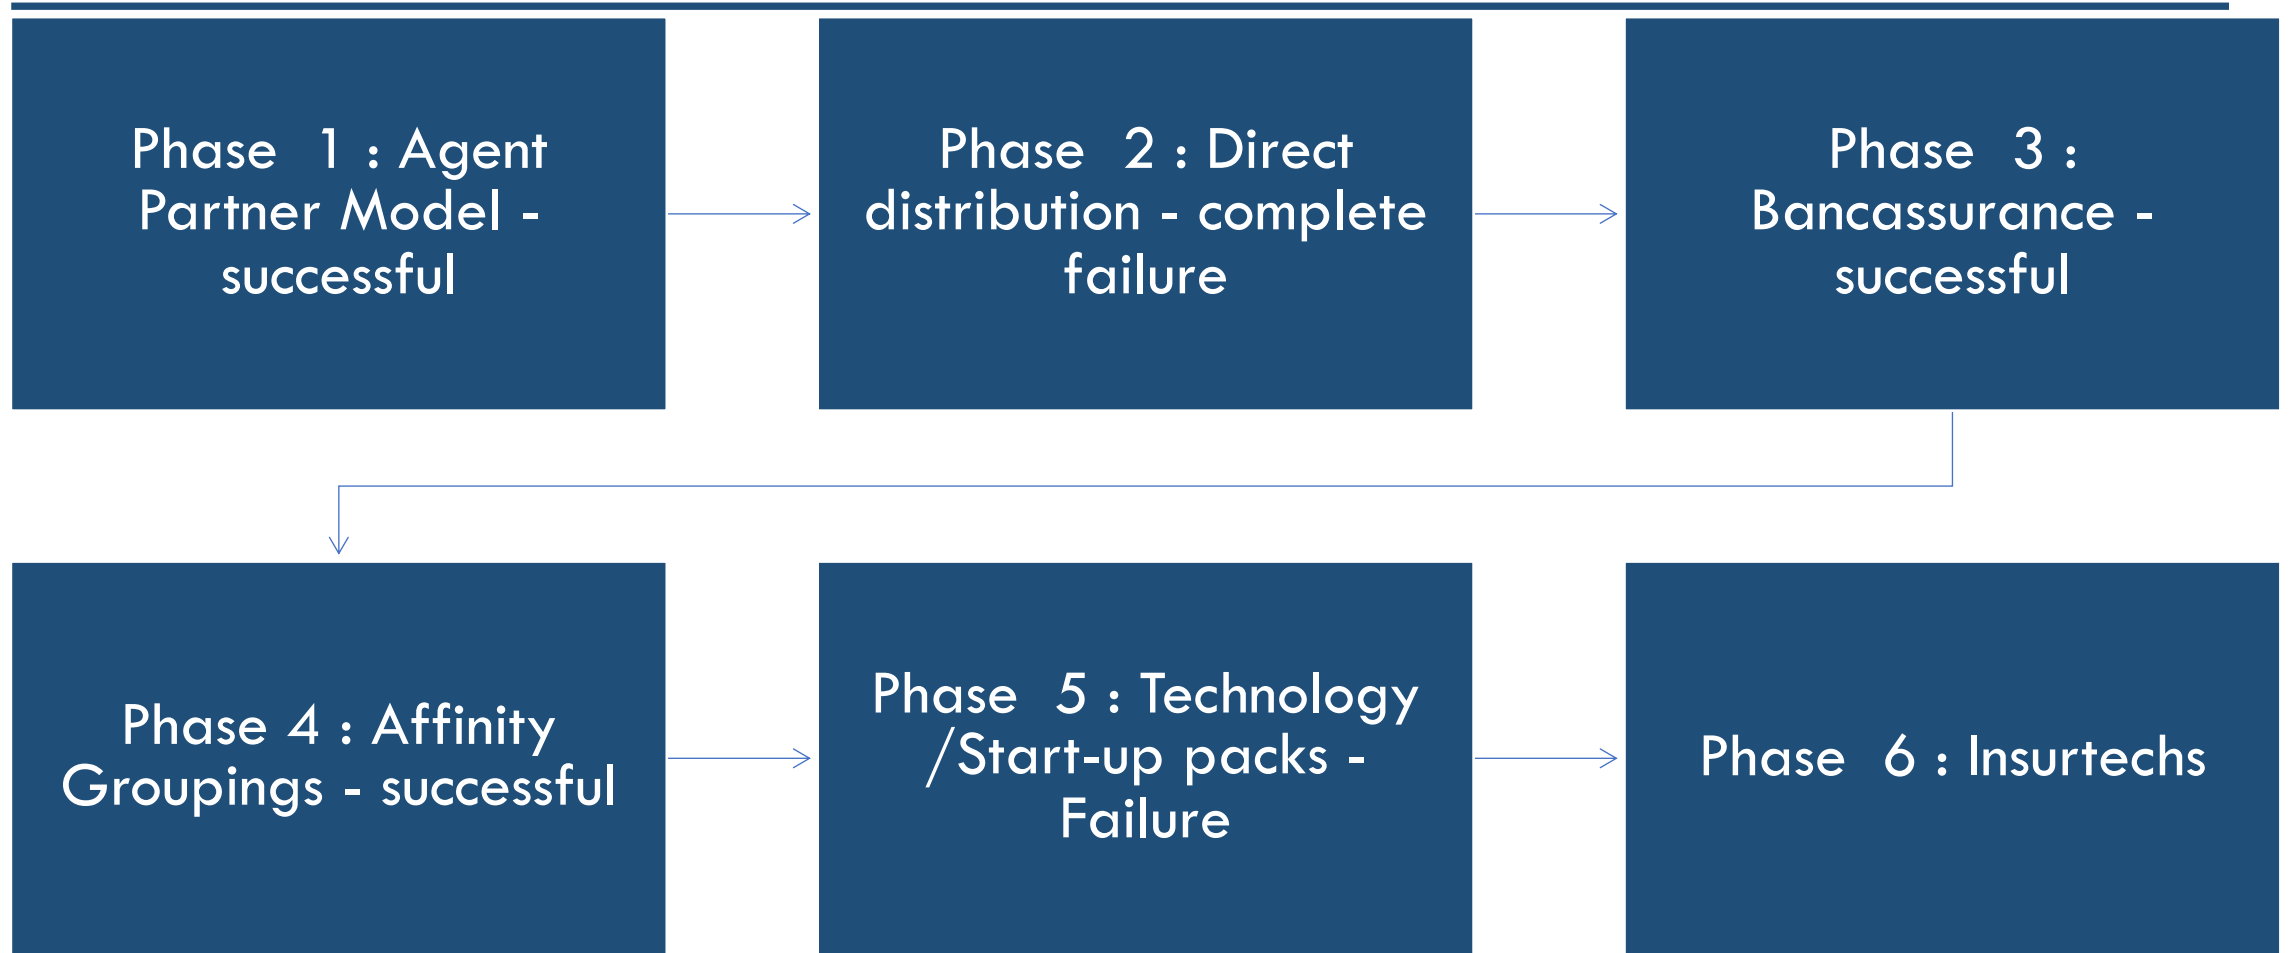 Phase 1 : Agent
Partner Model -
successful
Phase 2 : Direct
distribution - complete
failure
Phase 3 :
Bancassurance -
successful
Phase 4 : Affinity
Groupings - successful
Phase 5 : Technology
/Start-up packs -
Failure
Phase 6 : Insurtechs